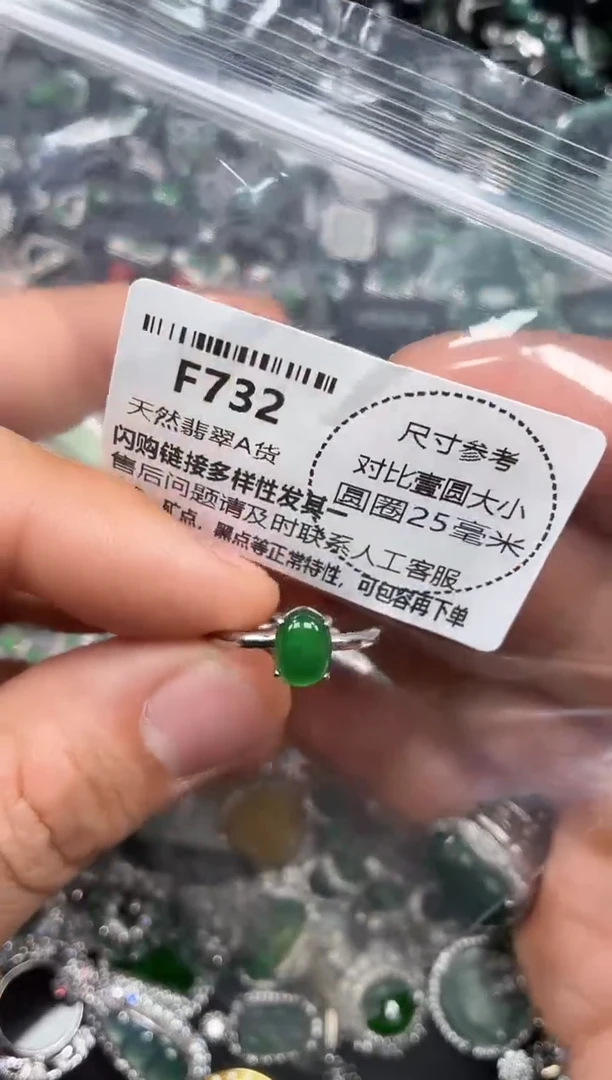 F732
天然翡翠A货
闪购链接多样性发其一
售后问题请及时联系人工客服
矿点，黑点等正常特性，可包容再下单
尺寸参考
对比壹圆大小
圆圈25毫米